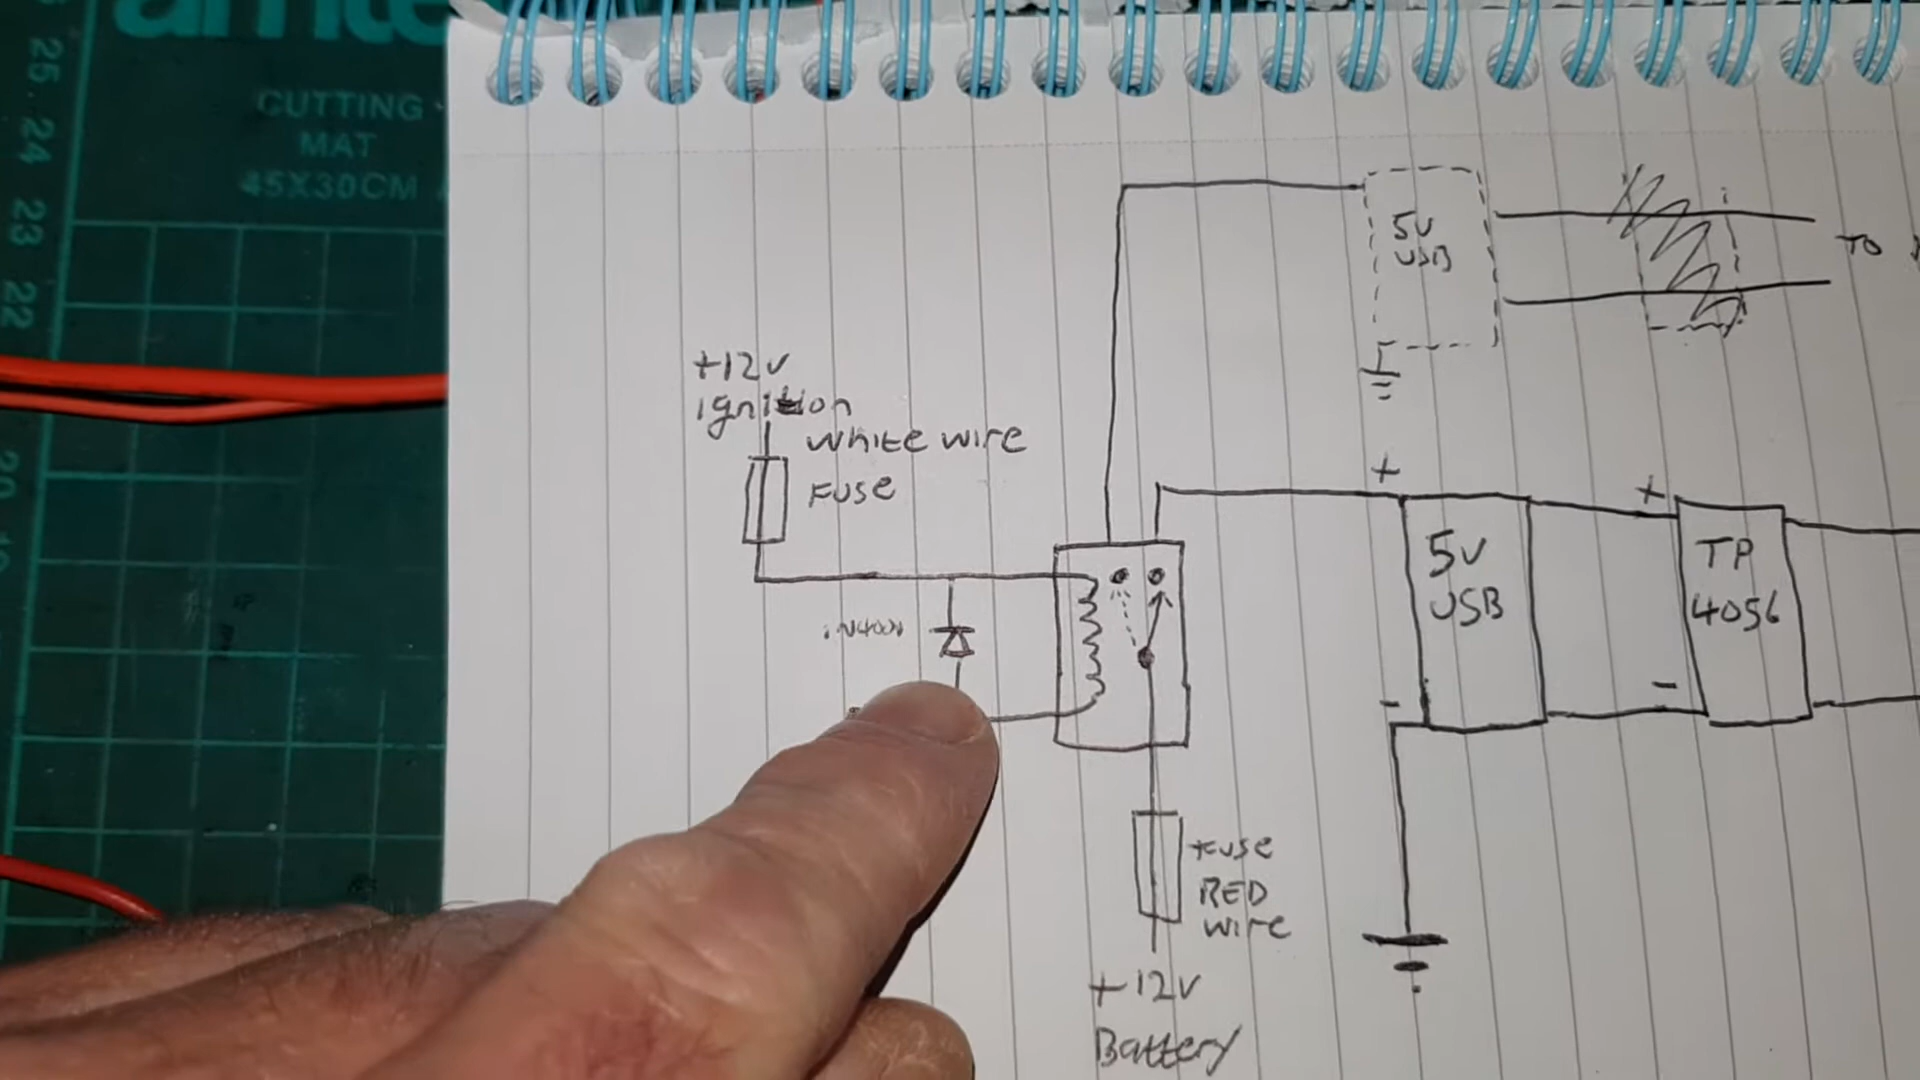 CUTTING
MAT
45X30CM
25
24
23
22
20
5V
USB
TO
+12V
ignition
white wire
Fuse
+
+
5V
USB
TP
4056
-
-
Fuse
RED
wire
+12V
Battery